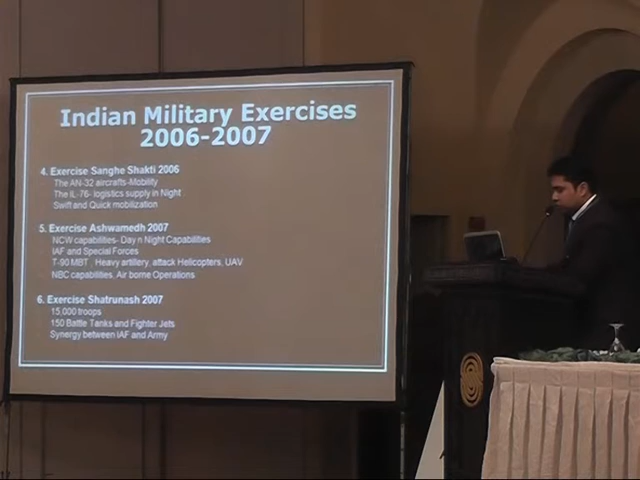 Indian Military Exercises
2006-2007
4. Exercise Sanghe Shakti 2006
The AN-32 aircrafts-Mobility
The IL-76- logistics supply in Night
Swift and Quick mobilization
5. Exercise Ashwamedh 2007
NCW capabilities- Day n Night Capabilities
IAF and Special Forces
T-90 MBT , Heavy artillery, attack Helicopters, UAV
NBC capabilities, Air borne Operations
6. Exercise Shatrunash 2007
15,000 troops
150 Battle Tanks and Fighter Jets
Synergy between IAF and Army